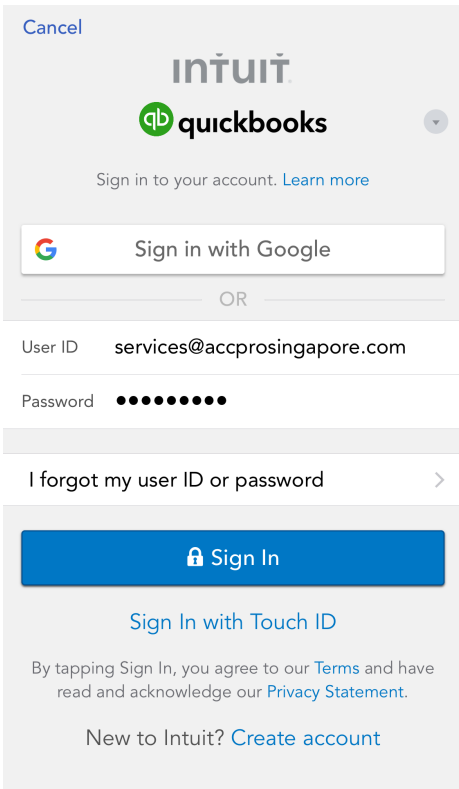 Cancel
intuit
qb quickbooks
Sign in to your account. Learn more
G Sign in with Google
OR
User ID services@accprosingapore.com
Password •••••••••
I forgot my user ID or password
Sign In
Sign In with Touch ID
By tapping Sign In, you agree to our Terms and have
read and acknowledge our Privacy Statement.
New to Intuit? Create account